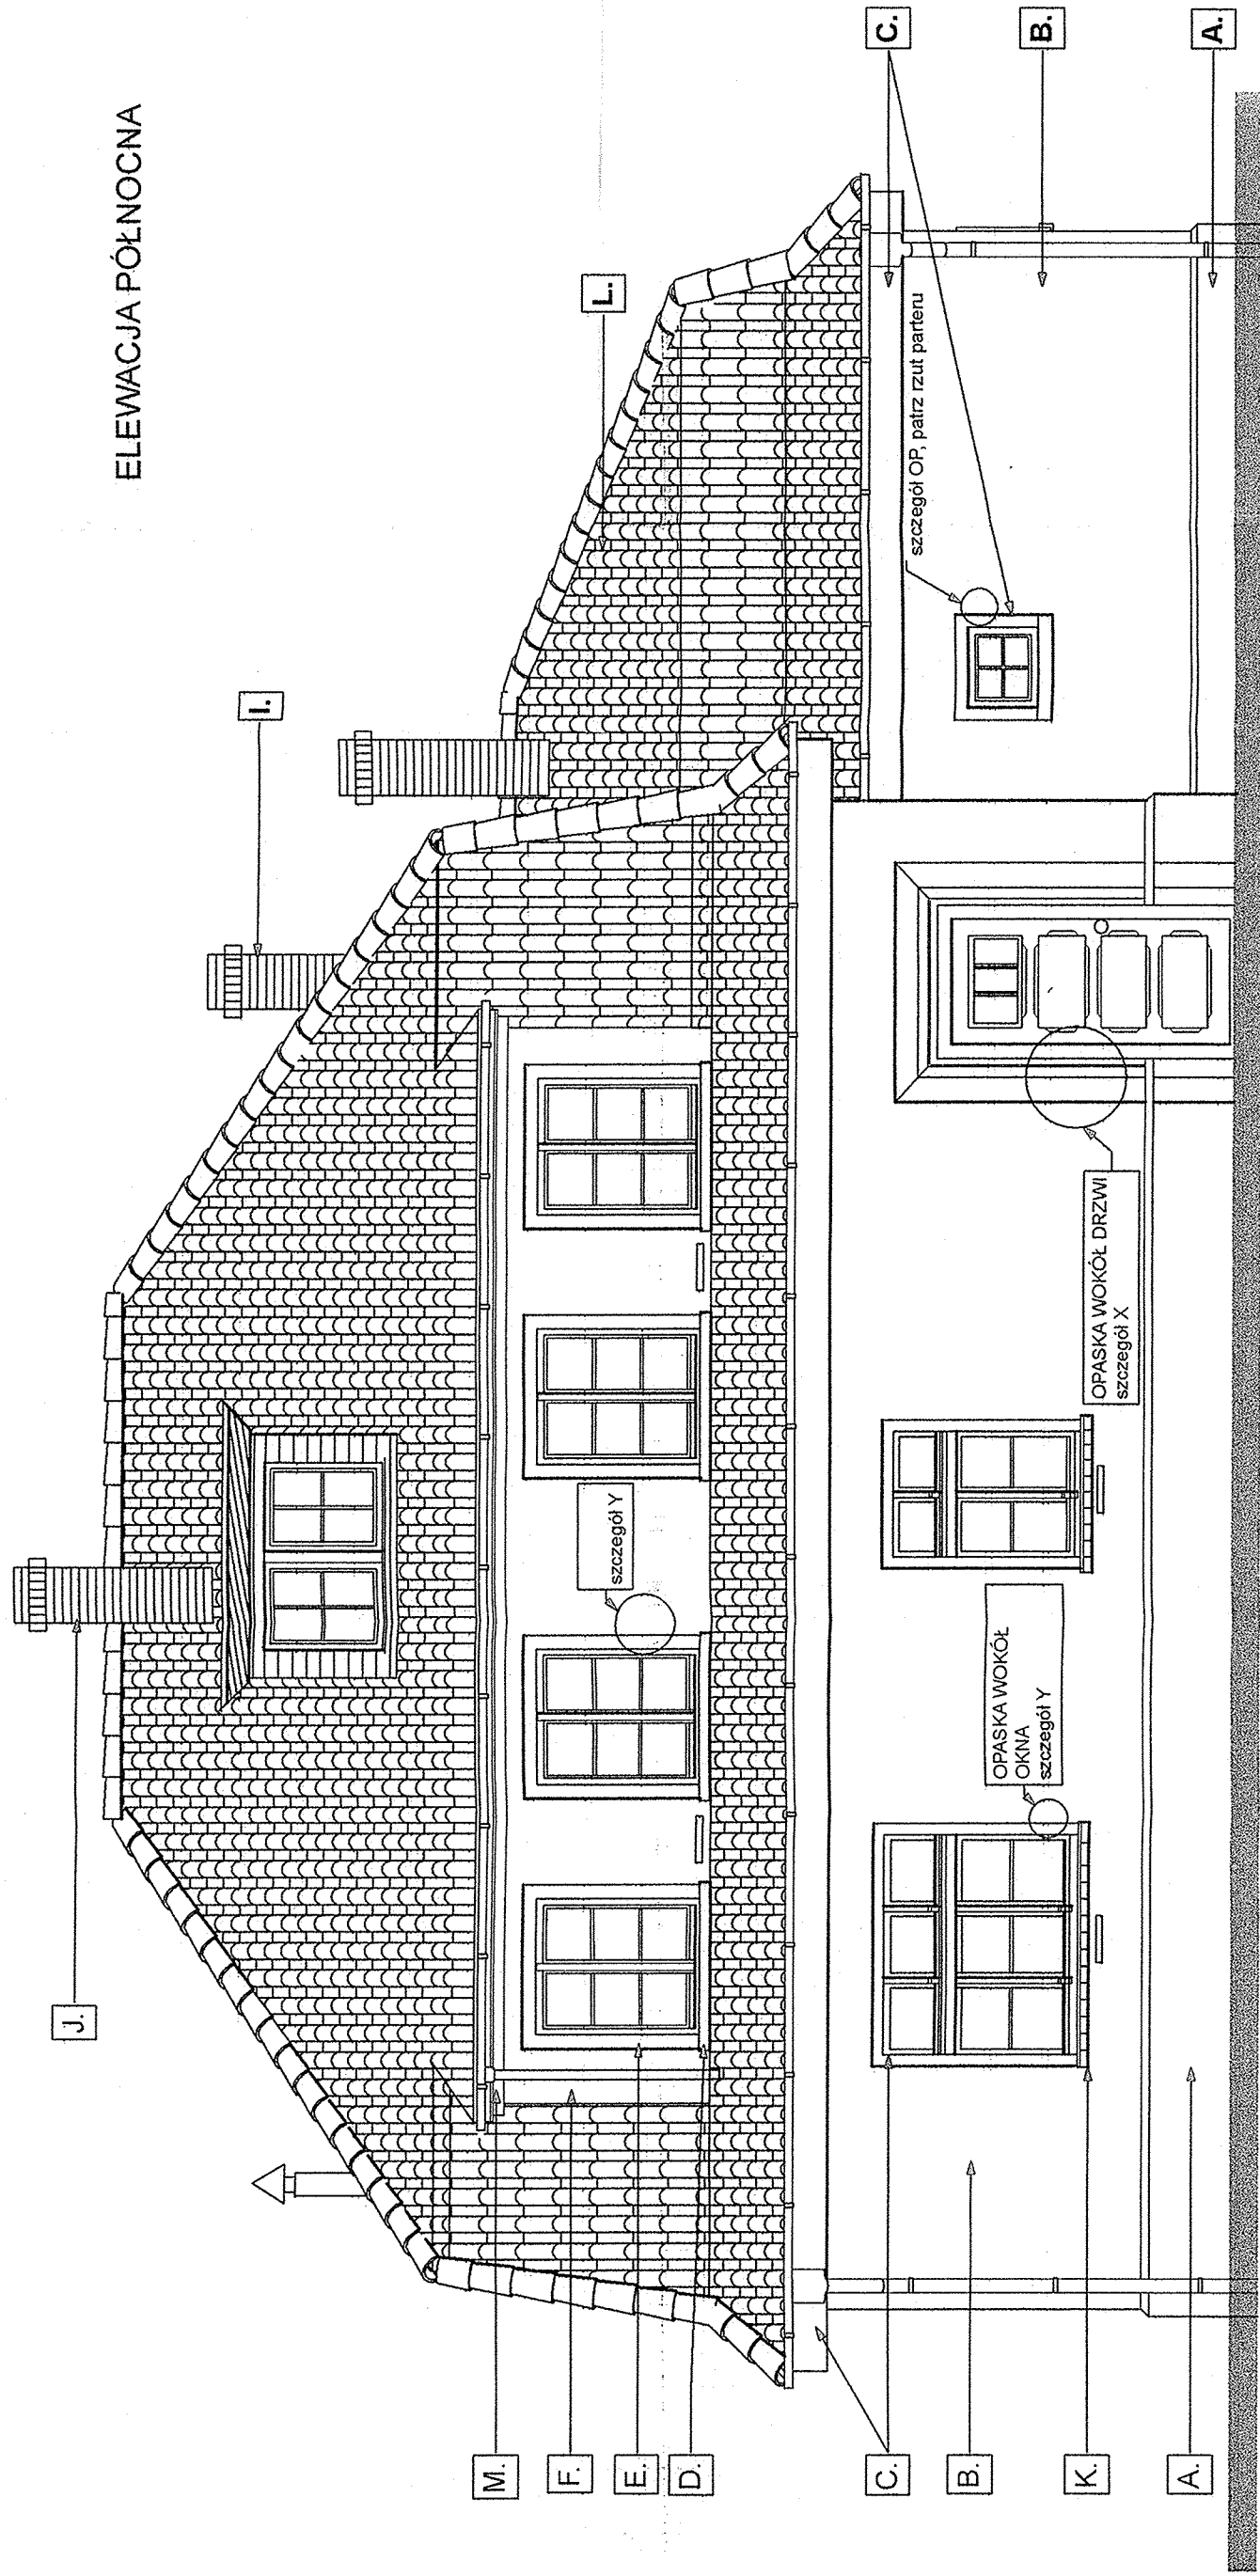 ELEWACJA PÓŁNOCNA
J.
I.
L.
M.
F.
E.
D.
C.
B.
K.
A.
szczegół Y
OPASKA WOKÓŁ
OKNA
szczegół Y
OPASKA WOKÓŁ DRZWI
szczegół X
szczegół OP, patrz rzut parteru
C.
B.
A.